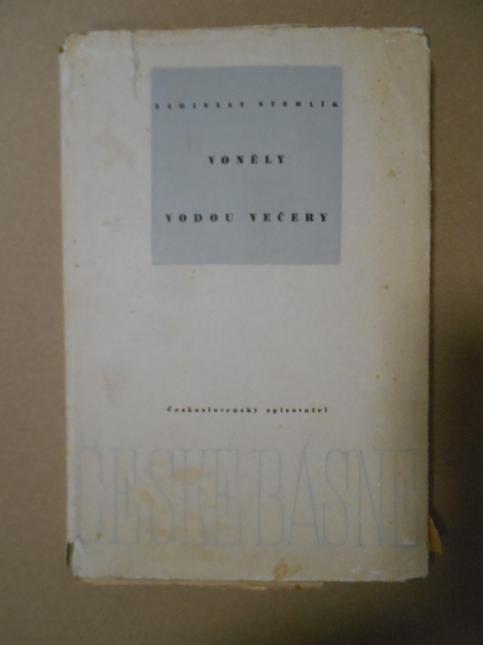 LADISLAV STEHLÍK
VONĚLY
VODOU VEČERY
Československý spisovatel
ČESKÉ BÁSNĚ